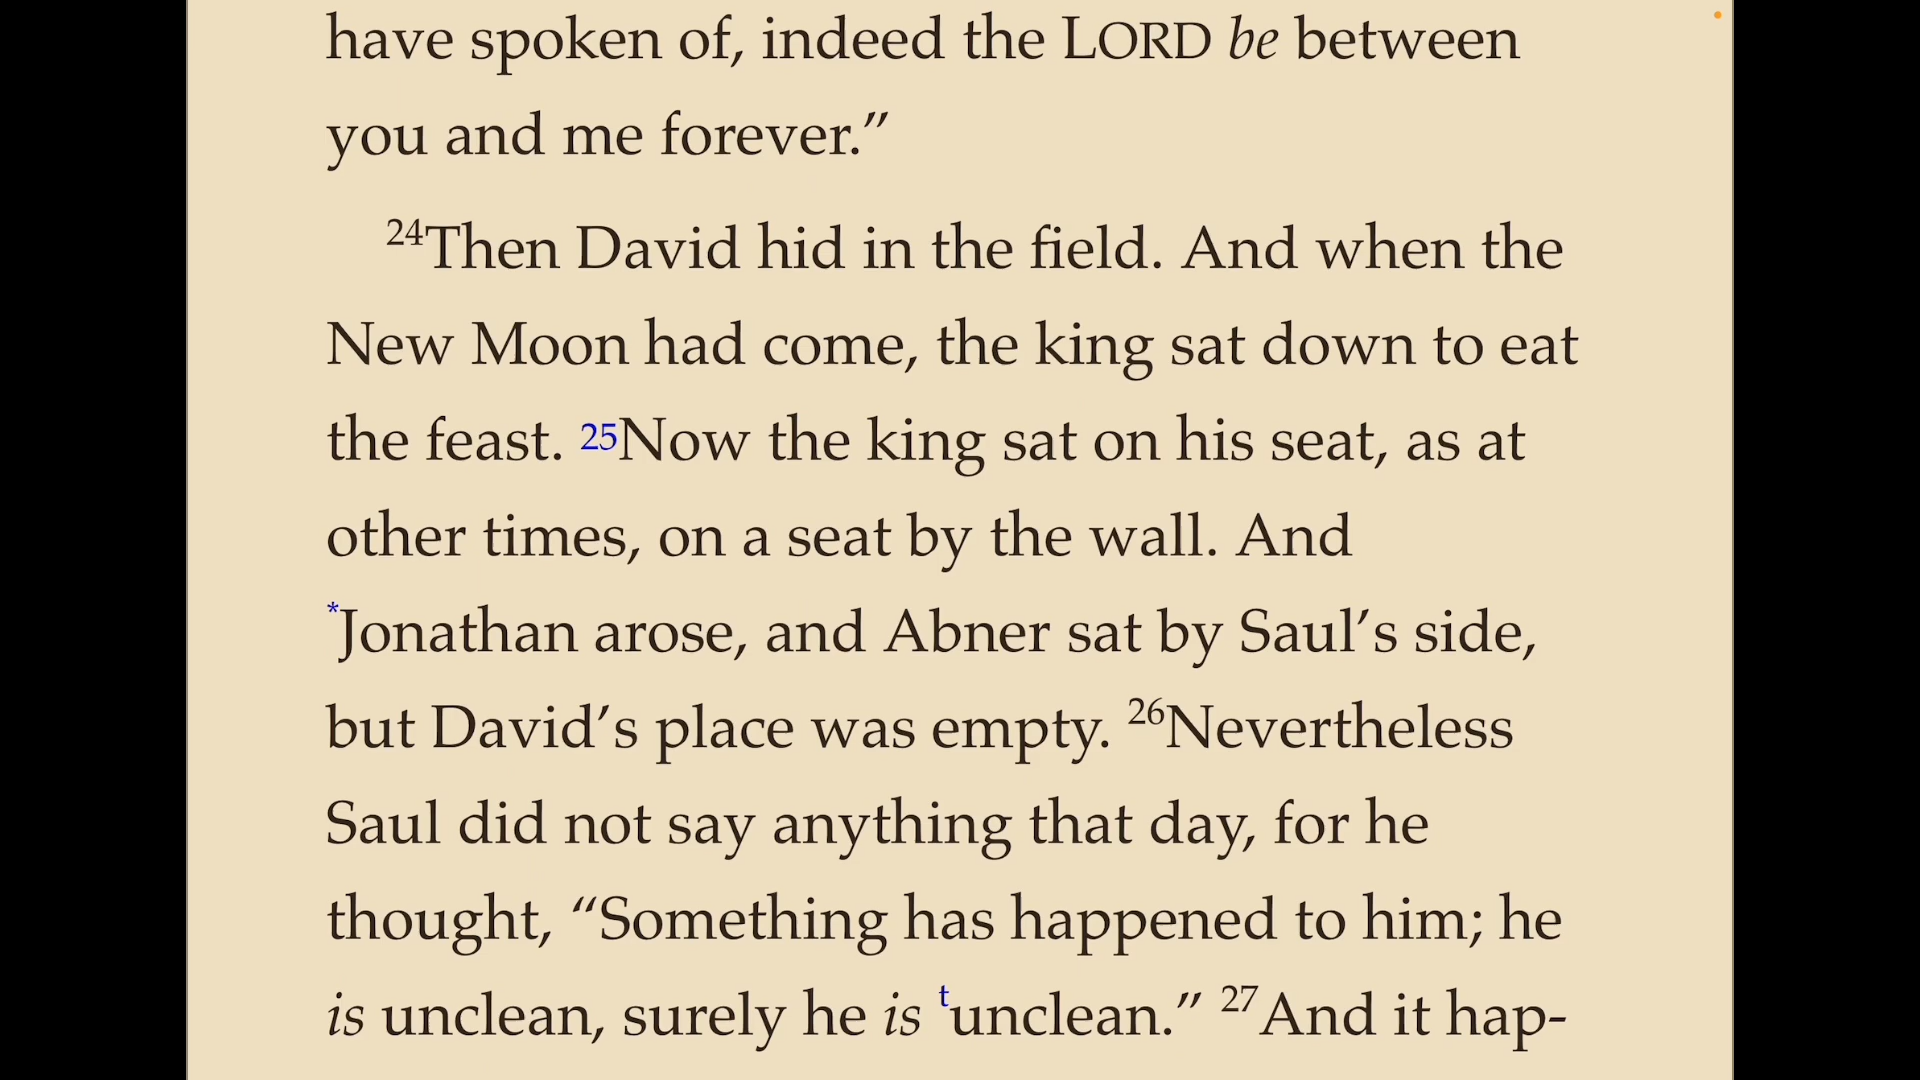 have spoken of, indeed the LORD be between
you and me forever.”
24Then David hid in the field. And when the
New Moon had come, the king sat down to eat
the feast. 25Now the king sat on his seat, as at
other times, on a seat by the wall. And
*Jonathan arose, and Abner sat by Saul’s side,
but David’s place was empty. 26Nevertheless
Saul did not say anything that day, for he
thought, “Something has happened to him; he
is unclean, surely he is tunclean.” 27And it hap-